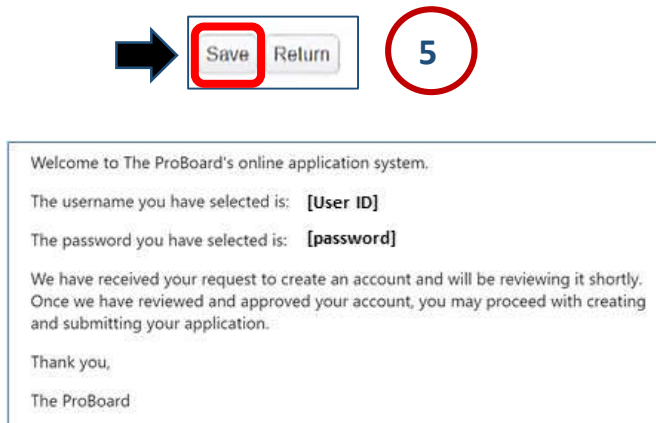 Save Return 5
Welcome to The ProBoard's online application system.
The username you have selected is: [User ID]
The password you have selected is: [password]
We have received your request to create an account and will be reviewing it shortly.
Once we have reviewed and approved your account, you may proceed with creating
and submitting your application.
Thank you,
The ProBoard